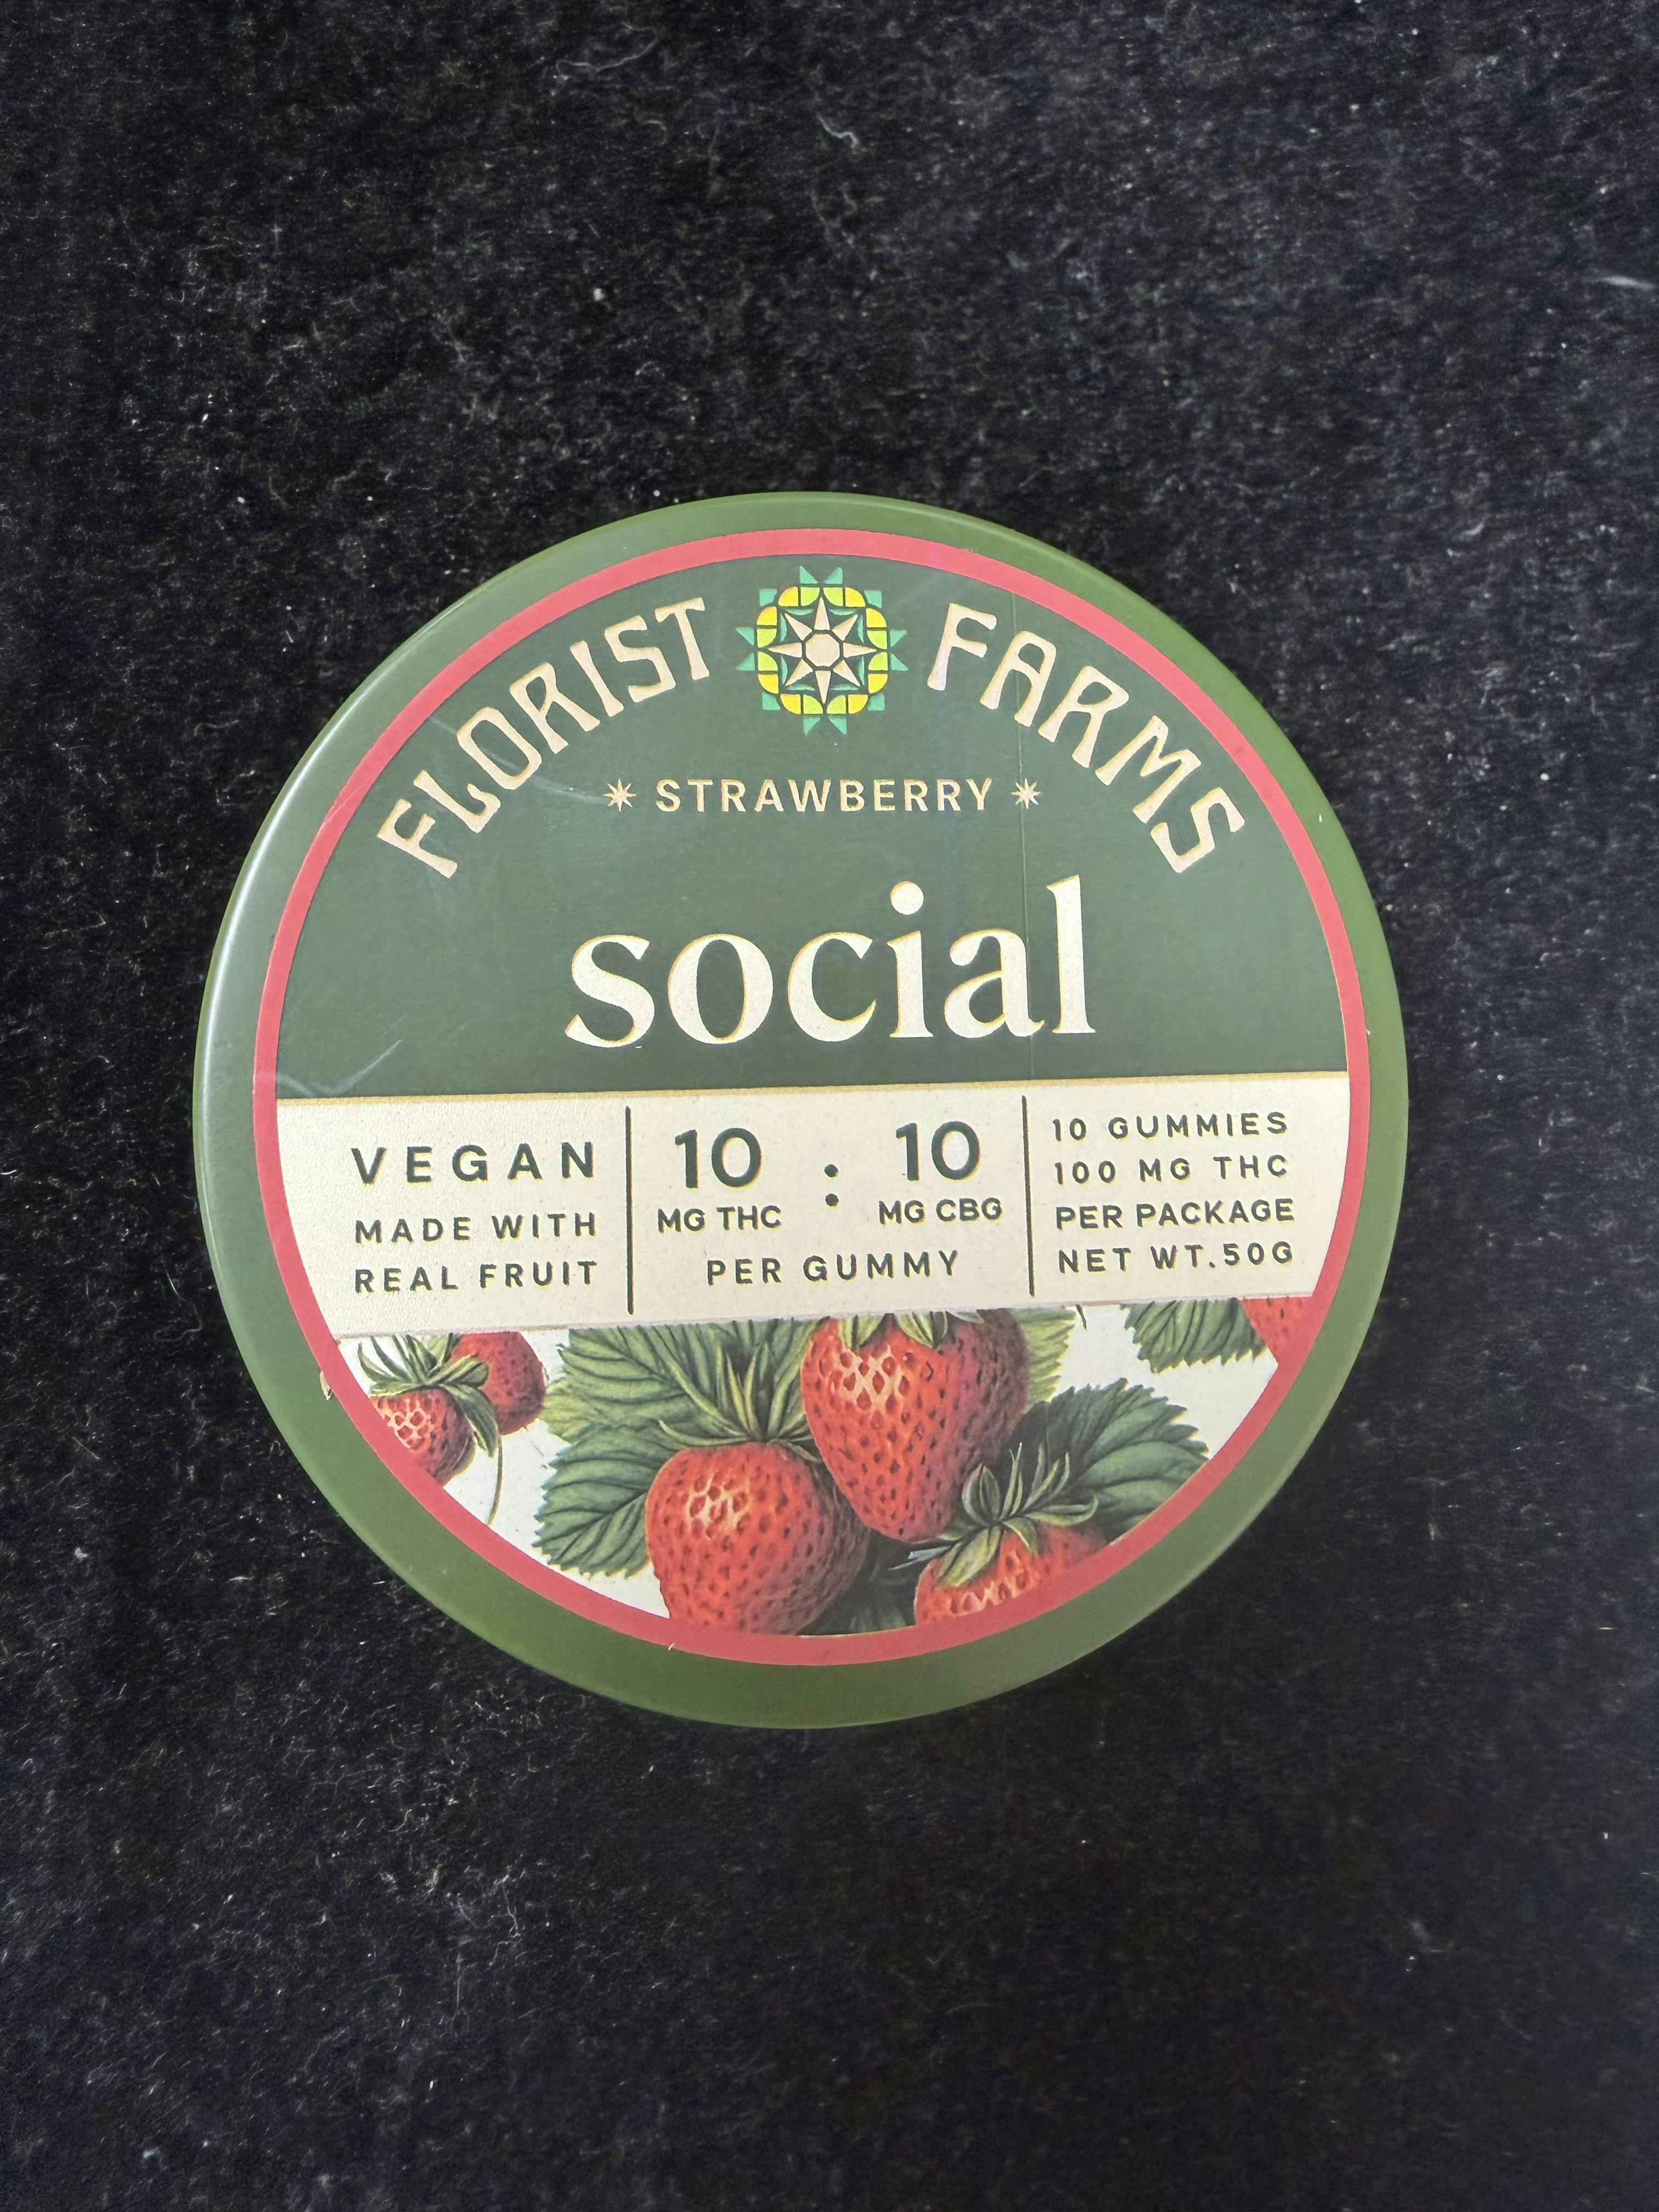 FLORIST FARMS
STRAWBERRY
social
VEGAN
MADE WITH
REAL FRUIT
10 : 10
MG THC MG CBG
PER GUMMY
10 GUMMIES
100 MG THC
PER PACKAGE
NET WT.50G